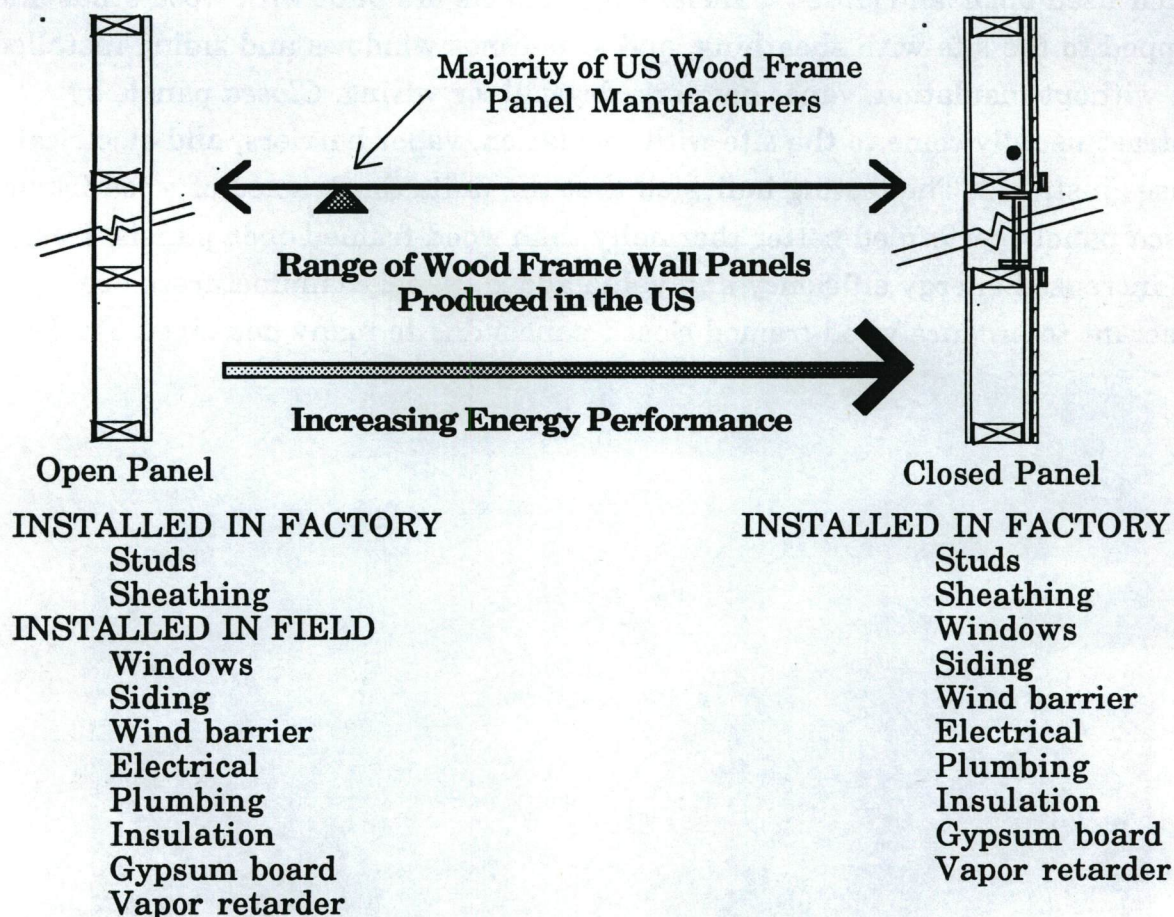 Majority of US Wood Frame
Panel Manufacturers
Range of Wood Frame Wall Panels
Produced in the US
Increasing Energy Performance
Open Panel
INSTALLED IN FACTORY
Studs
Sheathing
INSTALLED IN FIELD
Windows
Siding
Wind barrier
Electrical
Plumbing
Insulation
Gypsum board
Vapor retarder
Closed Panel
INSTALLED IN FACTORY
Studs
Sheathing
Windows
Siding
Wind barrier
Electrical
Plumbing
Insulation
Gypsum board
Vapor retarder